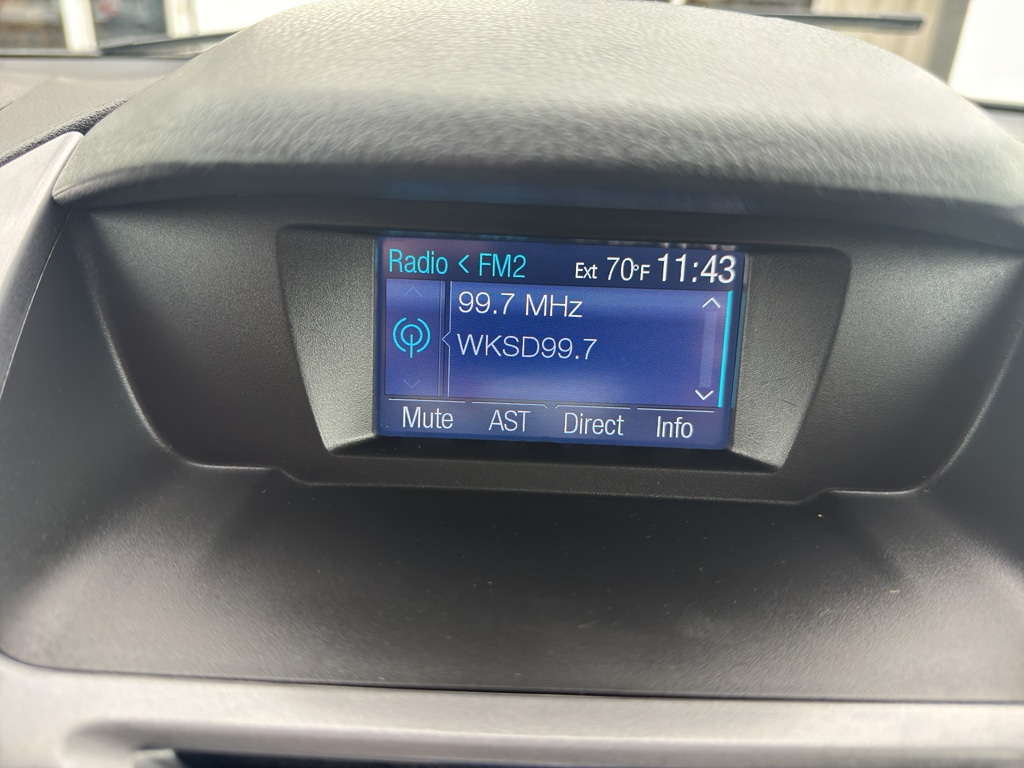 Radio < FM2 Ext 70°F 11:43
99.7 MHz
WKSD99.7
Mute AST Direct Info